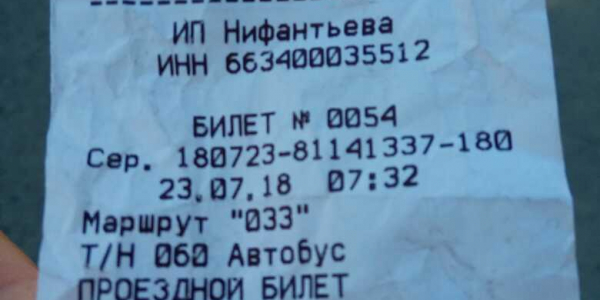 ИП Нифантьева
ИНН 663400035512
БИЛЕТ № 0054
Сер. 180723-81141337-180
23.07.18 07:32
Маршрут "033"
Т/Н 060 Автобус
ПРОЕЗДНОЙ БИЛЕТ